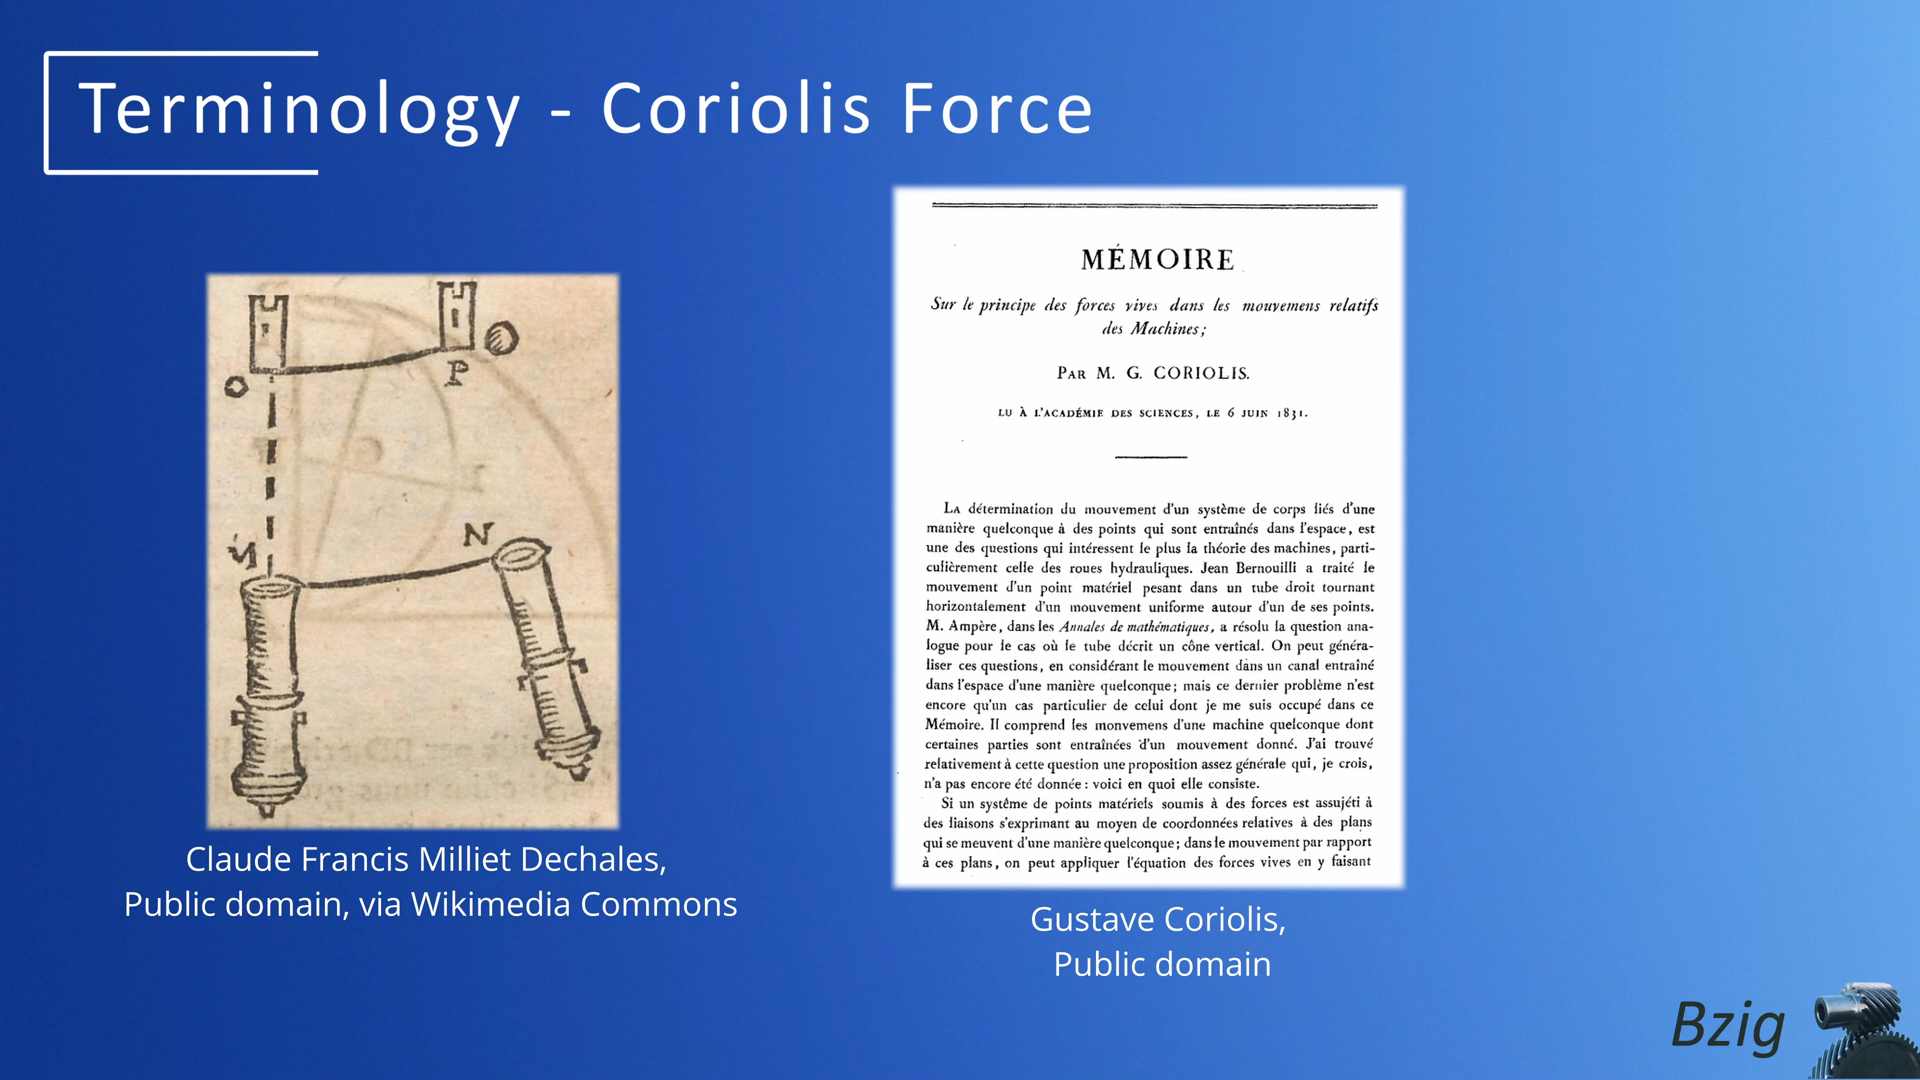 Terminology - Coriolis Force
P
M
N
Claude Francis Milliet Dechales,
Public domain, via Wikimedia Commons
MÉMOIRE
Sur le principe des forces vives dans les mouvemens relatifs
des Machines;
PAR M. G. CORIOLIS.
LU À L'ACADÉMIE DES SCIENCES, LE 6 JUIN 1831.
LA détermination du mouvement d'un système de corps liés d'une
manière quelconque à des points qui sont entraînés dans l'espace, est
une des questions qui intéressent le plus la théorie des machines, parti-
culièrement celle des roues hydrauliques. Jean Bernouilli a traité le
mouvement d'un point matériel pesant dans un tube droit tournant
horizontalement d'un mouvement uniforme autour d'un de ses points.
M. Ampère, dans les Annales de mathématiques, a résolu la question ana-
logue pour le cas où le tube décrit un cône vertical. On peut généra-
liser ces questions, en considérant le mouvement dans un canal entraîné
dans l'espace d'une manière quelconque; mais ce dernier problème n'est
encore qu'un cas particulier de celui dont je me suis occupé dans ce
Mémoire. Il comprend les monvemens d'une machine quelconque dont
certaines parties sont entraînées d'un mouvement donné. J'ai trouvé
relativement à cette question une proposition assez générale qui, je crois,
n'a pas encore été donnée : voici en quoi elle consiste.
Si un système de points matériels soumis à des forces est assujéti à
des liaisons s'exprimant au moyen de coordonnées relatives à des plans
qui se meuvent d'une manière quelconque; dans le mouvement par rapport
à ces plans, on peut appliquer l'équation des forces vives en y faisant
Gustave Coriolis,
Public domain
Bzig